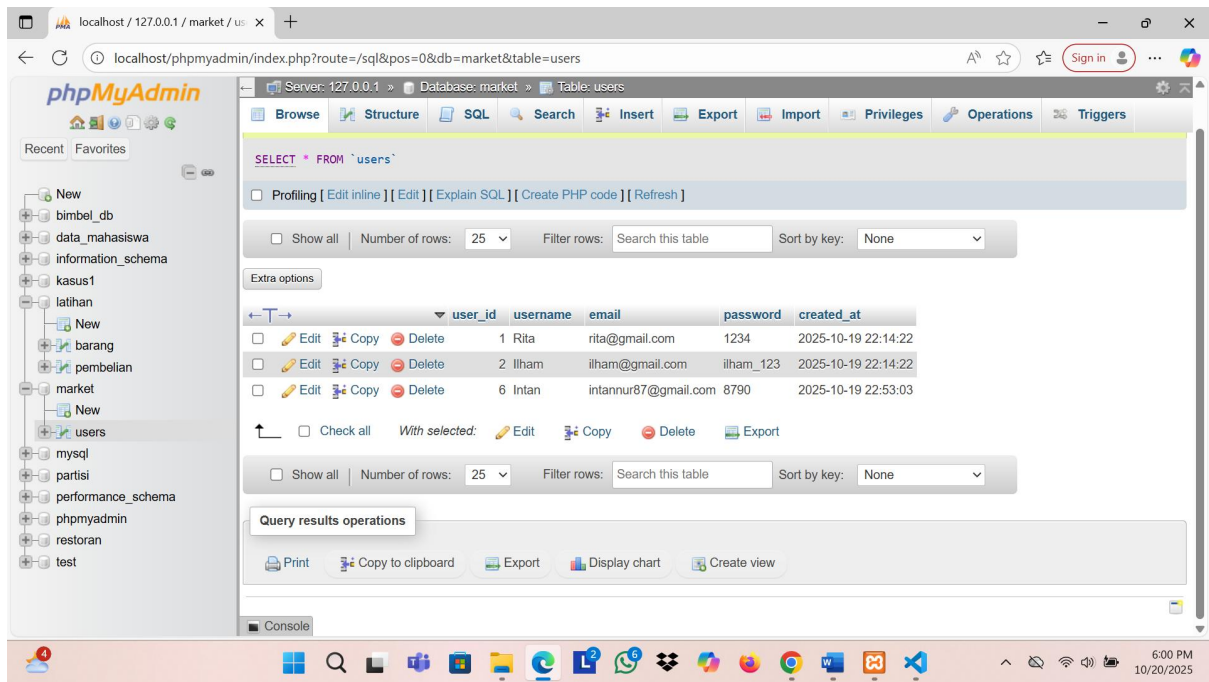 localhost / 127.0.0.1 / market / us
localhost/phpmyadmin/index.php?route=/sql&pos=0&db=market&table=users
Sign in
phpMyAdmin
Recent Favorites
New
bimbel_db
data_mahasiswa
information_schema
kasus1
latihan
New
barang
pembelian
market
New
users
mysql
partisi
performance_schema
phpmyadmin
restoran
test
Server: 127.0.0.1 » Database: market » Table: users
Browse Structure SQL Search Insert Export Import Privileges Operations Triggers
SELECT * FROM `users`
Profiling [ Edit inline ] [ Edit ] [ Explain SQL ] [ Create PHP code ] [ Refresh ]
Show all | Number of rows: 25 Filter rows: Search this table Sort by key: None
Extra options
←T→ user_id username email password created_at
Edit Copy Delete 1 Rita rita@gmail.com 1234 2025-10-19 22:14:22
Edit Copy Delete 2 Ilham ilham@gmail.com ilham_123 2025-10-19 22:14:22
Edit Copy Delete 6 Intan intannur87@gmail.com 8790 2025-10-19 22:53:03
Check all With selected: Edit Copy Delete Export
Show all | Number of rows: 25 Filter rows: Search this table Sort by key: None
Query results operations
Print Copy to clipboard Export Display chart Create view
Console
4
2
6
6:00 PM
10/20/2025